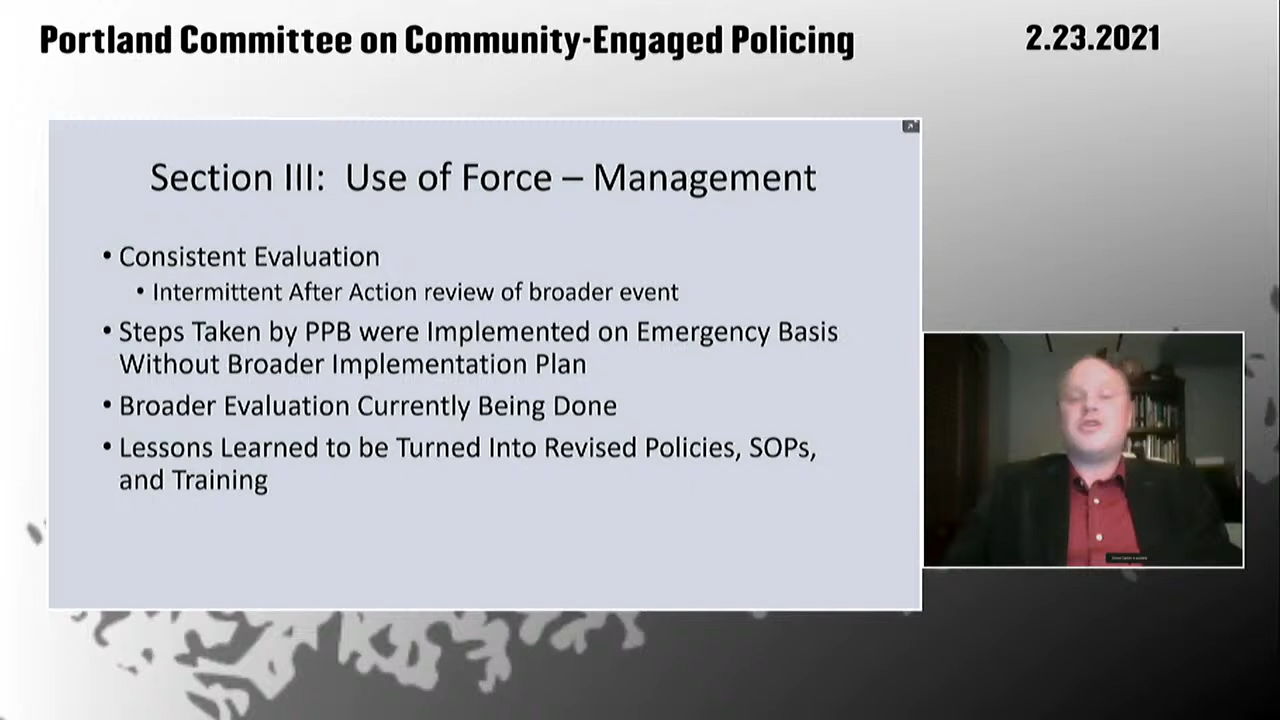 Portland Committee on Community-Engaged Policing
2.23.2021
Section III: Use of Force – Management
• Consistent Evaluation
• Intermittent After Action review of broader event
• Steps Taken by PPB were Implemented on Emergency Basis
Without Broader Implementation Plan
• Broader Evaluation Currently Being Done
• Lessons Learned to be Turned Into Revised Policies, SOPs,
and Training